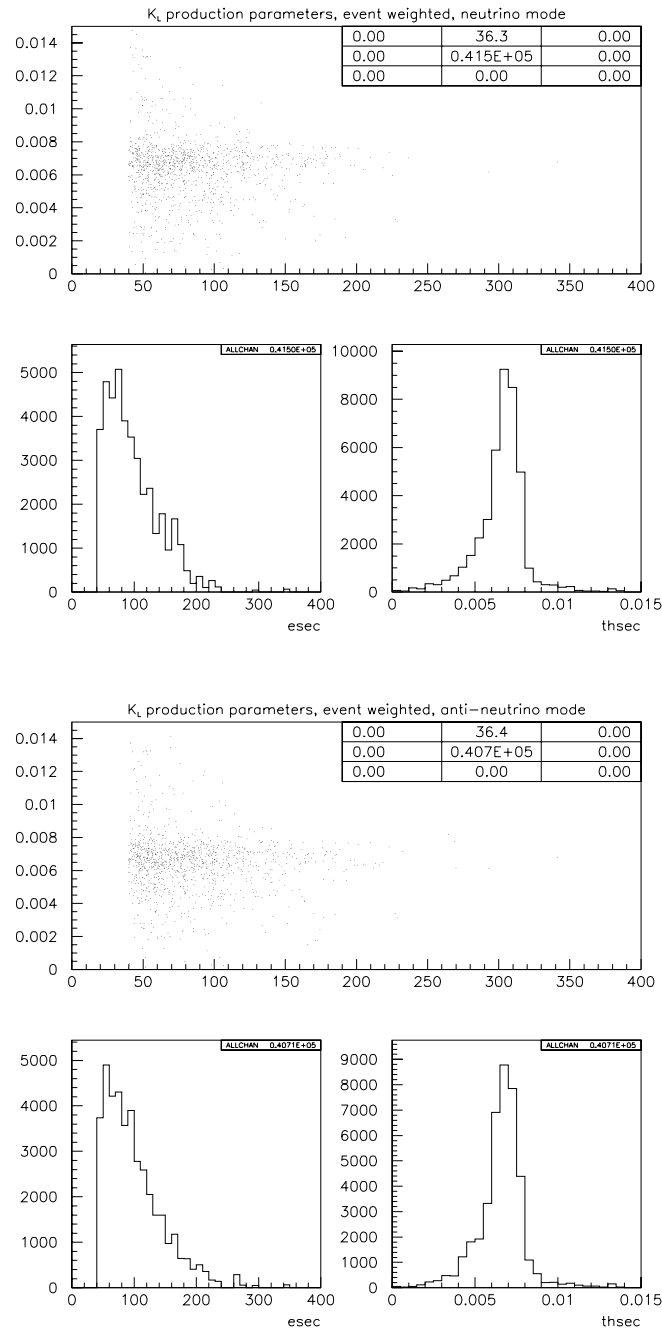 K_L production parameters, event weighted, neutrino mode
0.014
0.012
0.01
0.008
0.006
0.004
0.002
0
0.00 36.3 0.00
0.00 0.415E+05 0.00
0.00 0.00 0.00
0 50 100 150 200 250 300 350 400
ALLCHAN 0.4150E+05
5000
4000
3000
2000
1000
0
0 100 200 300 400
esec
ALLCHAN 0.4150E+05
10000
8000
6000
4000
2000
0
0 0.005 0.01 0.015
thsec
K_L production parameters, event weighted, anti-neutrino mode
0.014
0.012
0.01
0.008
0.006
0.004
0.002
0
0.00 36.4 0.00
0.00 0.407E+05 0.00
0.00 0.00 0.00
0 50 100 150 200 250 300 350 400
ALLCHAN 0.4071E+05
5000
4000
3000
2000
1000
0
0 100 200 300 400
esec
ALLCHAN 0.4071E+05
9000
8000
7000
6000
5000
4000
3000
2000
1000
0
0 0.005 0.01 0.015
thsec